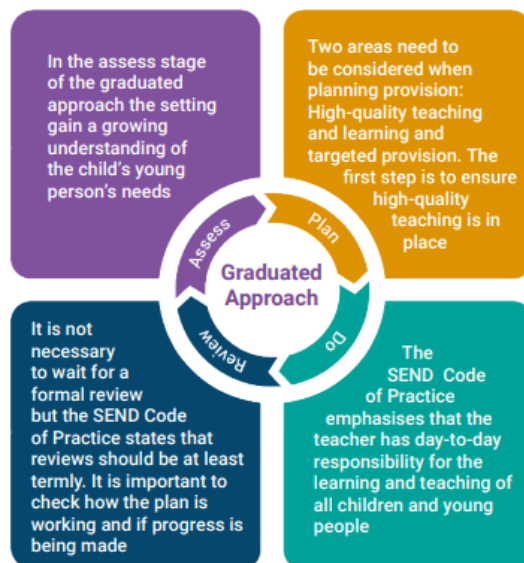 In the assess stage
of the graduated
approach the setting
gain a growing
understanding of
the child's young
person's needs
Two areas need to
be considered when
planning provision:
High-quality teaching
and learning and
targeted provision. The
first step is to ensure
high-quality
teaching is in
place
Assess
Plan
Graduated
Approach
Review
Do
It is not
necessary
to wait for a
formal review
but the SEND Code
of Practice states that
reviews should be at least
termly. It is important to
check how the plan is
working and if progress is
being made
The
SEND Code
of Practice
emphasises that the
teacher has day-to-day
responsibility for the
learning and teaching of
all children and young
people